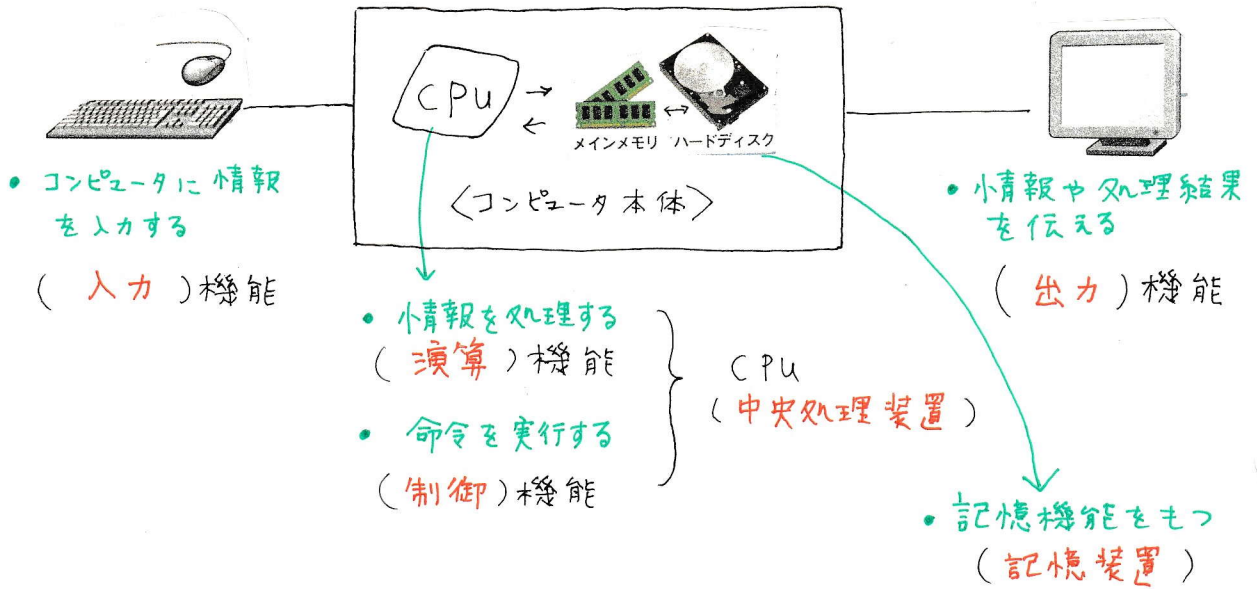 CPU
メインメモリ
ハードディスク
〈コンピュータ本体〉
• コンピュータに情報
を入力する
( 入力 )機能
• 情報や処理結果
を伝える
( 出力 )機能
• 情報を処理する
( 演算 )機能
• 命令を実行する
( 制御 )機能
CPU
( 中央処理装置 )
• 記憶機能をもつ
( 記憶装置 )